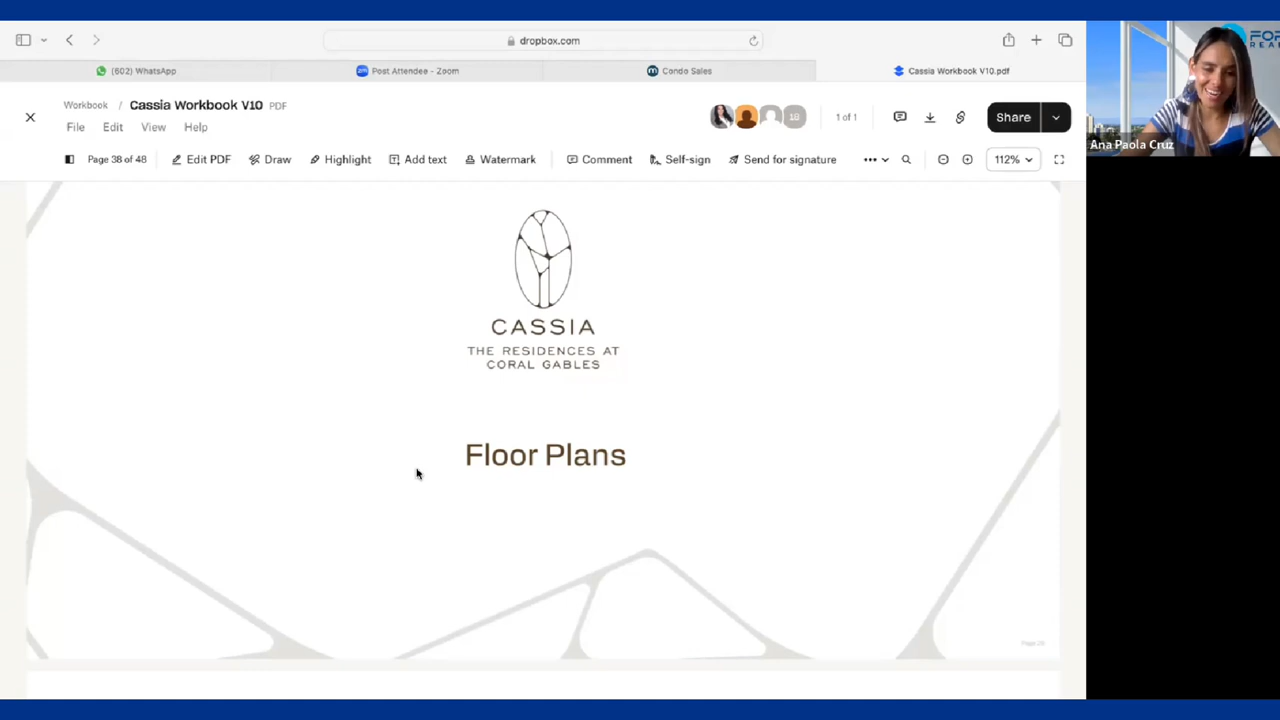 dropbox.com
(602) WhatsApp
Post Attendee - Zoom
Condo Sales
Cassia Workbook V10.pdf
Workbook / Cassia Workbook V10 PDF
18
1 of 1
Share
File Edit View Help
Page 38 of 48
Edit PDF
Draw
Highlight
Add text
Watermark
Comment
Self-sign
Send for signature
112%
CASSIA
THE RESIDENCES AT
CORAL GABLES
Floor Plans
Ana Paola Cruz